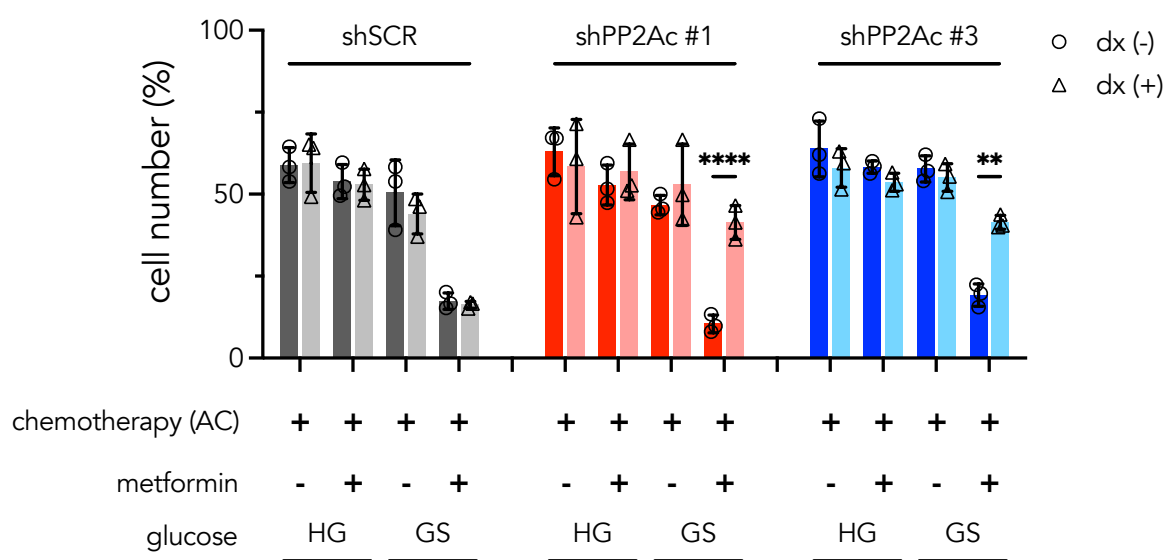 100
50
0
cell number (%)
shSCR
shPP2Ac #1
shPP2Ac #3
dx (-)
dx (+)
****
**
chemotherapy (AC) + + + + + + + + + + + +
metformin - + - + - + - + - + - +
glucose HG GS HG GS HG GS